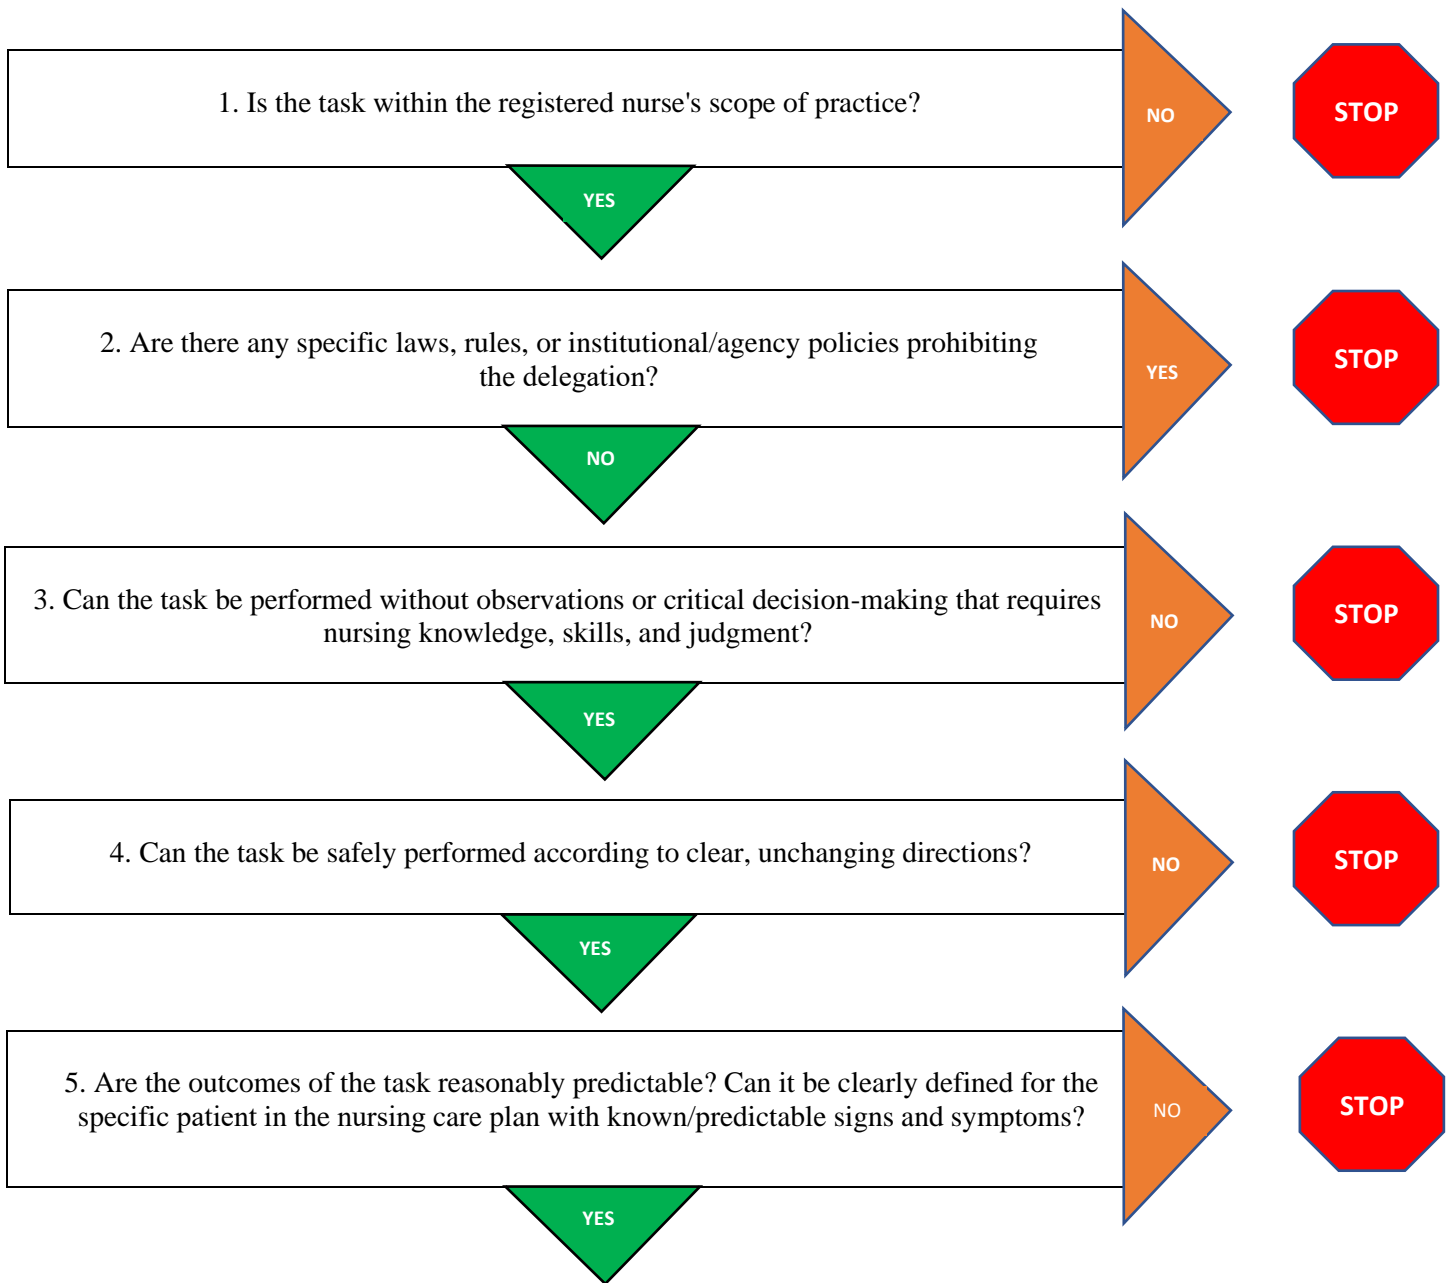 1. Is the task within the registered nurse's scope of practice?
NO
STOP
YES
2. Are there any specific laws, rules, or institutional/agency policies prohibiting
the delegation?
YES
STOP
NO
3. Can the task be performed without observations or critical decision-making that requires
nursing knowledge, skills, and judgment?
NO
STOP
YES
4. Can the task be safely performed according to clear, unchanging directions?
NO
STOP
YES
5. Are the outcomes of the task reasonably predictable? Can it be clearly defined for the
specific patient in the nursing care plan with known/predictable signs and symptoms?
NO
STOP
YES